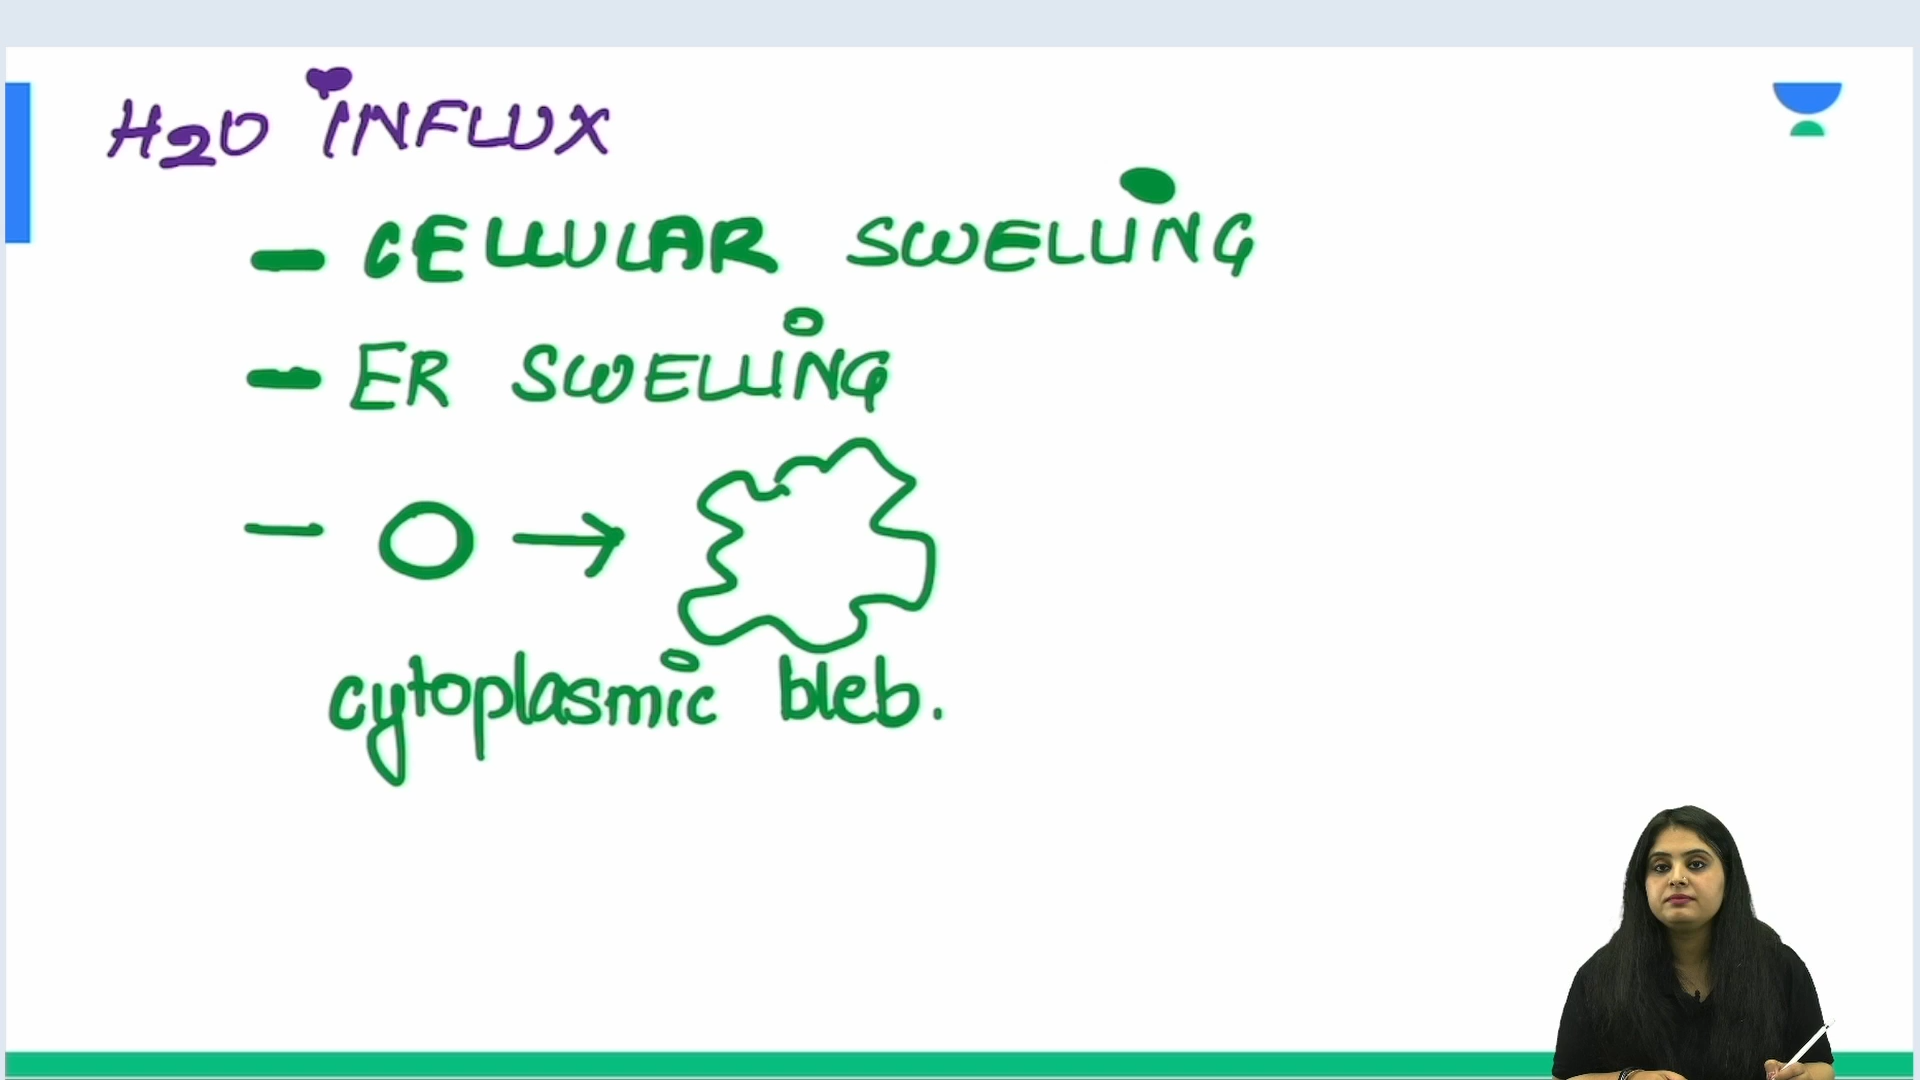 H2O INFLUX
- CELLULAR SWELLING
- ER SWELLING
- O →
cytoplasmic bleb.